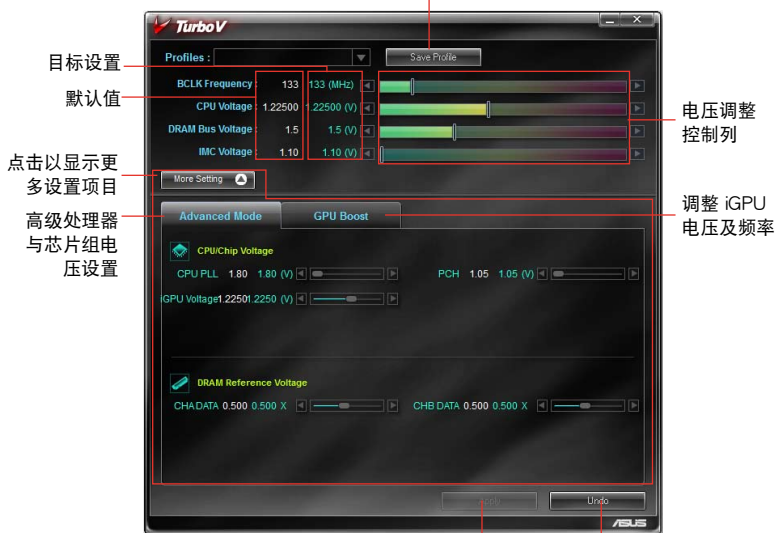 TurboV
Profiles :
Save Profile
目标设置
默认值
BCLK Frequency : 133 133 (MHz)
CPU Voltage : 1.22500 1.22500 (V)
DRAM Bus Voltage : 1.5 1.5 (V)
IMC Voltage : 1.10 1.10 (V)
电压调整
控制列
点击以显示更
多设置项目
More Setting
高级处理器
与芯片组电
压设置
Advanced Mode
GPU Boost
调整 iGPU
电压及频率
CPU/Chip Voltage
CPU PLL 1.80 1.80 (V)
PCH 1.05 1.05 (V)
iGPU Voltage1.22501.2250 (V)
DRAM Reference Voltage
CHA DATA 0.500 0.500 X
CHB DATA 0.500 0.500 X
Apply
Undo
ASUS